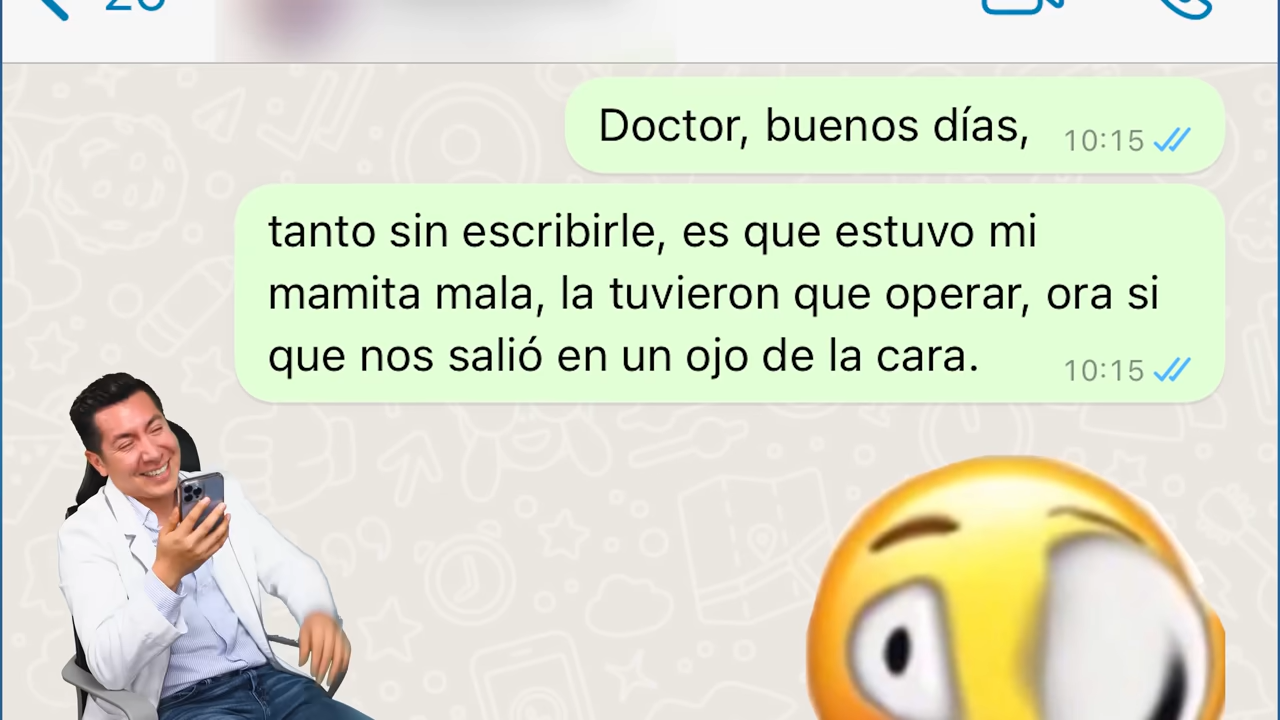 Doctor, buenos días,
10:15
tanto sin escribirle, es que estuvo mi
mamita mala, la tuvieron que operar, ora si
que nos salió en un ojo de la cara.
10:15